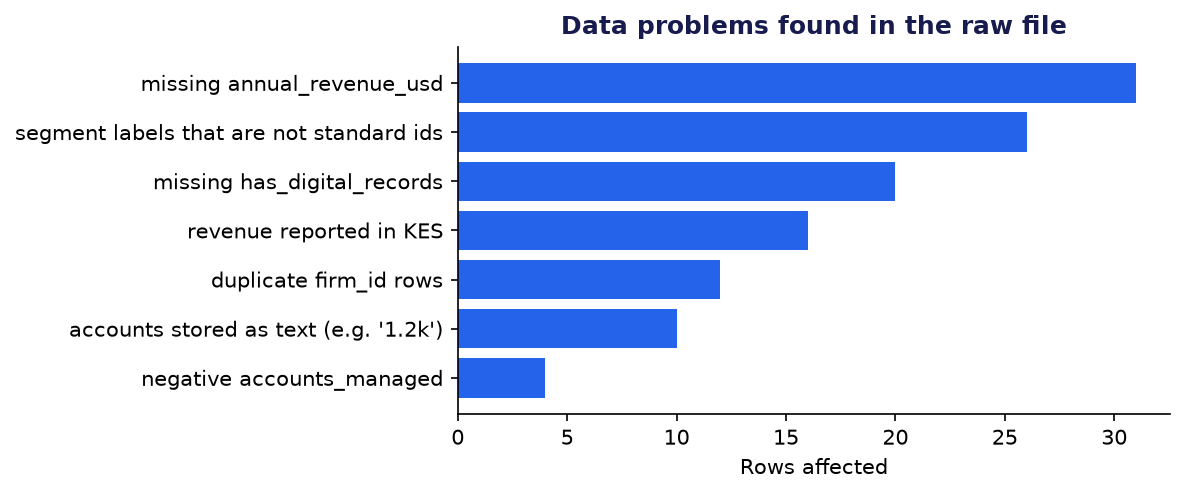 Data problems found in the raw file
missing annual_revenue_usd
segment labels that are not standard ids
missing has_digital_records
revenue reported in KES
duplicate firm_id rows
accounts stored as text (e.g. '1.2k')
negative accounts_managed
0 5 10 15 20 25 30
Rows affected